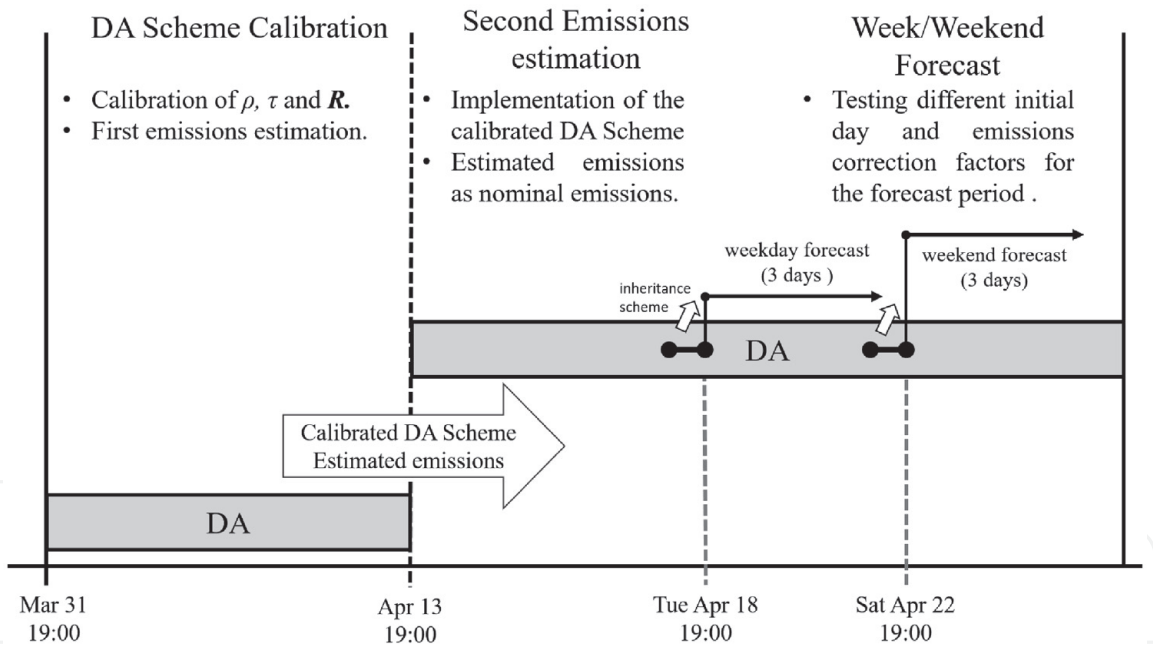 DA Scheme Calibration
• Calibration of ρ, τ and R.
• First emissions estimation.
Second Emissions
estimation
• Implementation of the
calibrated DA Scheme
• Estimated emissions
as nominal emissions.
Week/Weekend
Forecast
• Testing different initial
day and emissions
correction factors for
the forecast period .
weekday forecast
(3 days )
weekend forecast
(3 days)
inheritance
scheme
DA
Calibrated DA Scheme
Estimated emissions
DA
Mar 31
19:00
Apr 13
19:00
Tue Apr 18
19:00
Sat Apr 22
19:00